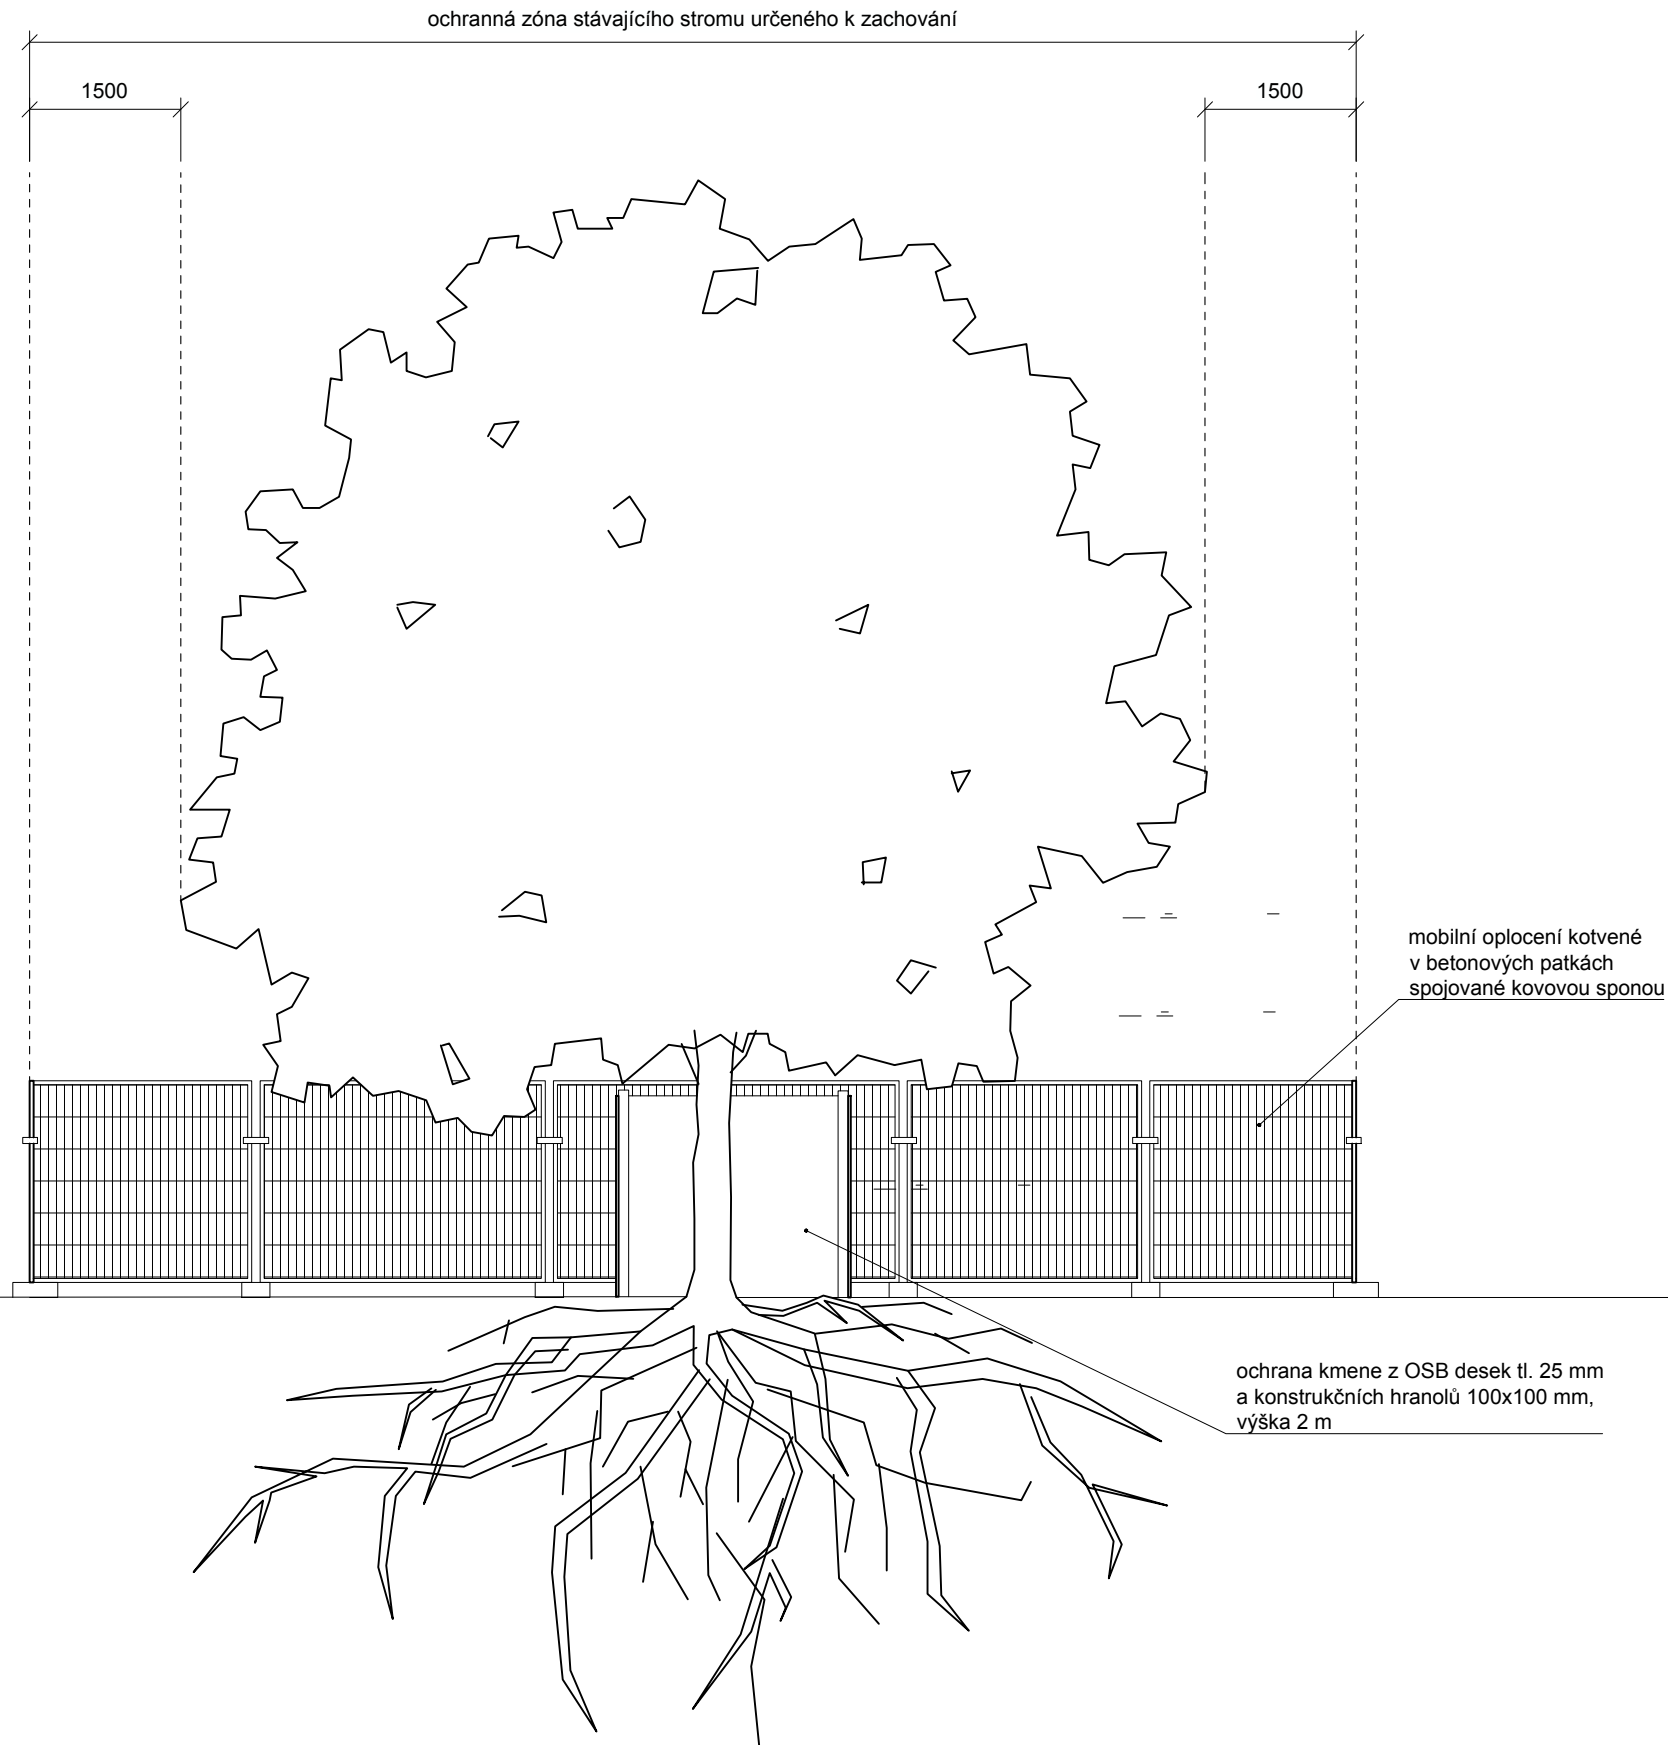 ochranná zóna stávajícího stromu určeného k zachování
1500
1500
mobilní oplocení kotvené
v betonových patkách
spojované kovovou sponou
ochrana kmene z OSB desek tl. 25 mm
a konstrukčních hranolů 100x100 mm,
výška 2 m